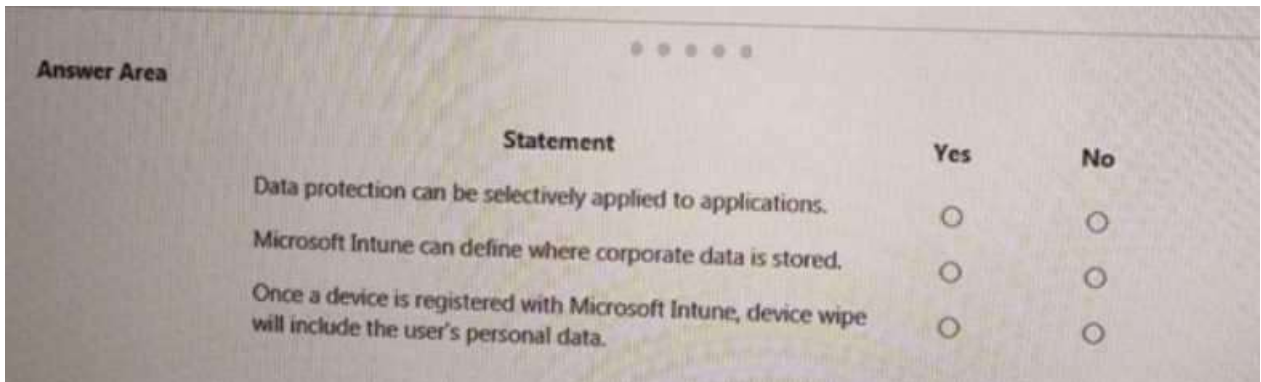 Answer Area
Statement Yes No
Data protection can be selectively applied to applications.
Microsoft Intune can define where corporate data is stored.
Once a device is registered with Microsoft Intune, device wipe
will include the user's personal data.